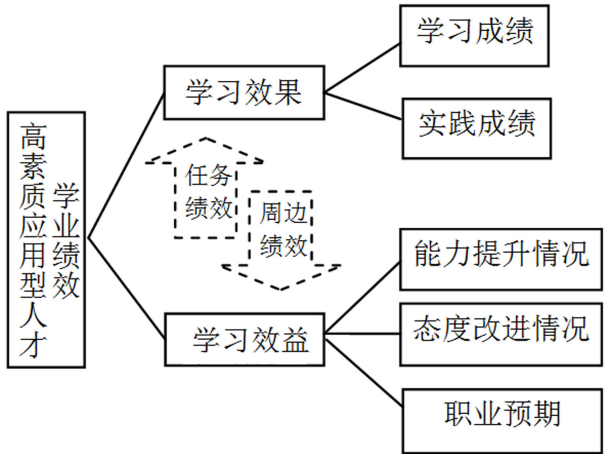 高素质应用型人才
学业绩效
学习效果
学习成绩
实践成绩
任务
绩效
周边
绩效
学习效益
能力提升情况
态度改进情况
职业预期